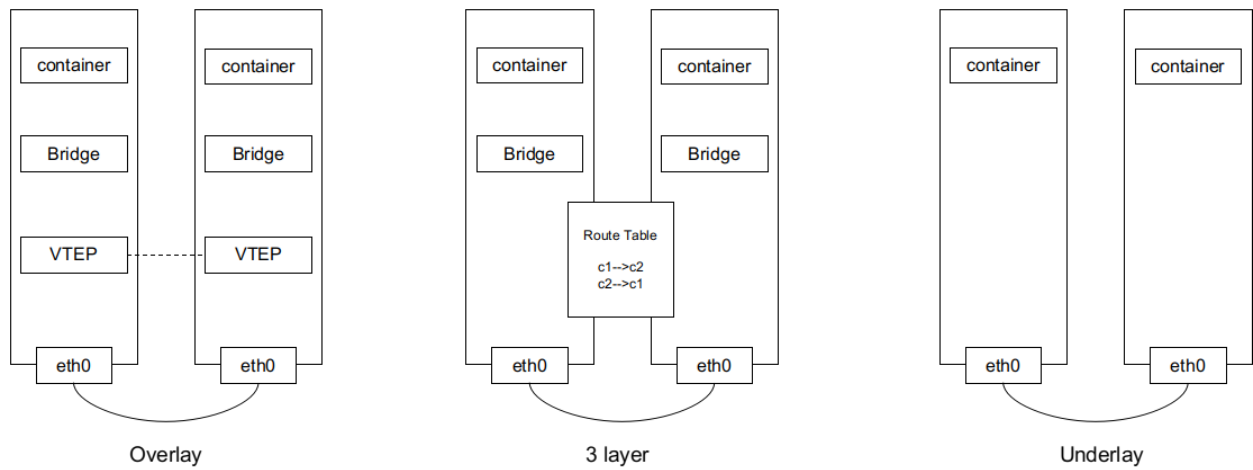 container
container
Bridge
Bridge
VTEP
VTEP
eth0
eth0
Overlay
container
container
Bridge
Bridge
Route Table
c1-->c2
c2-->c1
eth0
eth0
3 layer
container
container
eth0
eth0
Underlay